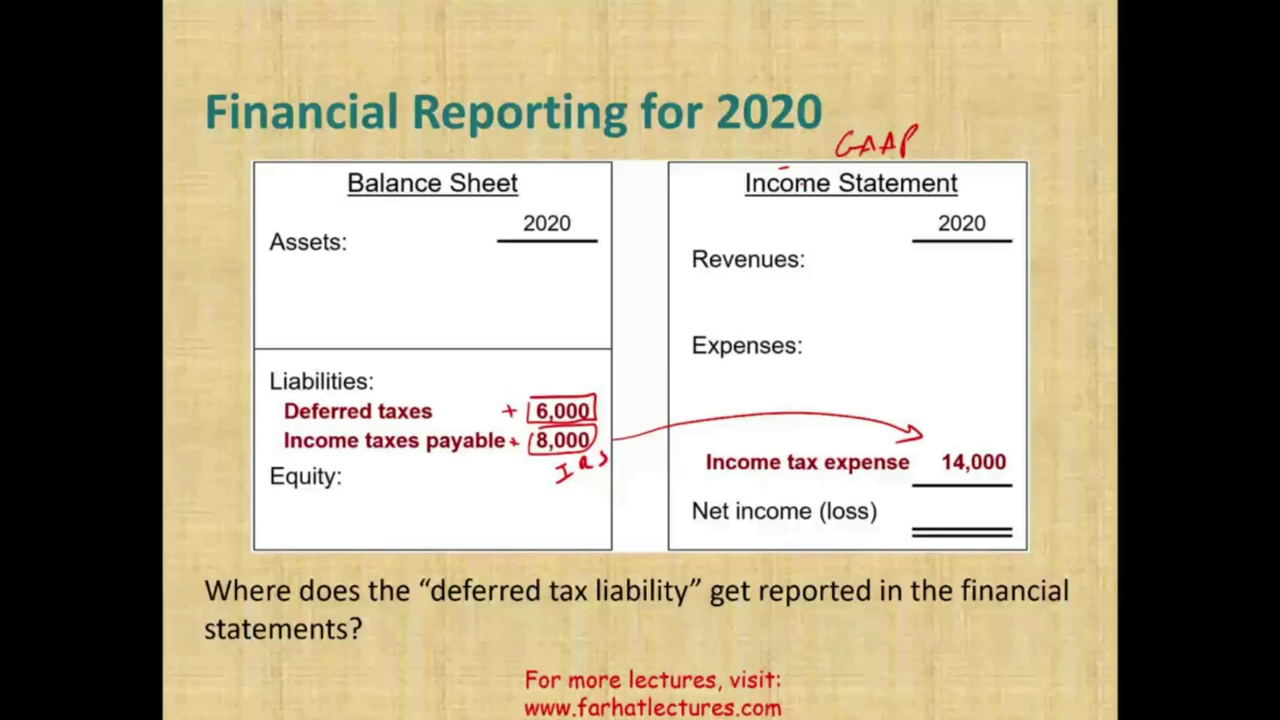 Financial Reporting for 2020
GAAP
Balance Sheet
2020
Assets:
Liabilities:
Deferred taxes + 6,000
Income taxes payable + 8,000
IRS
Equity:
Income Statement
2020
Revenues:
Expenses:
Income tax expense 14,000
Net income (loss)
Where does the “deferred tax liability” get reported in the financial
statements?
For more lectures, visit:
www.farhatlectures.com